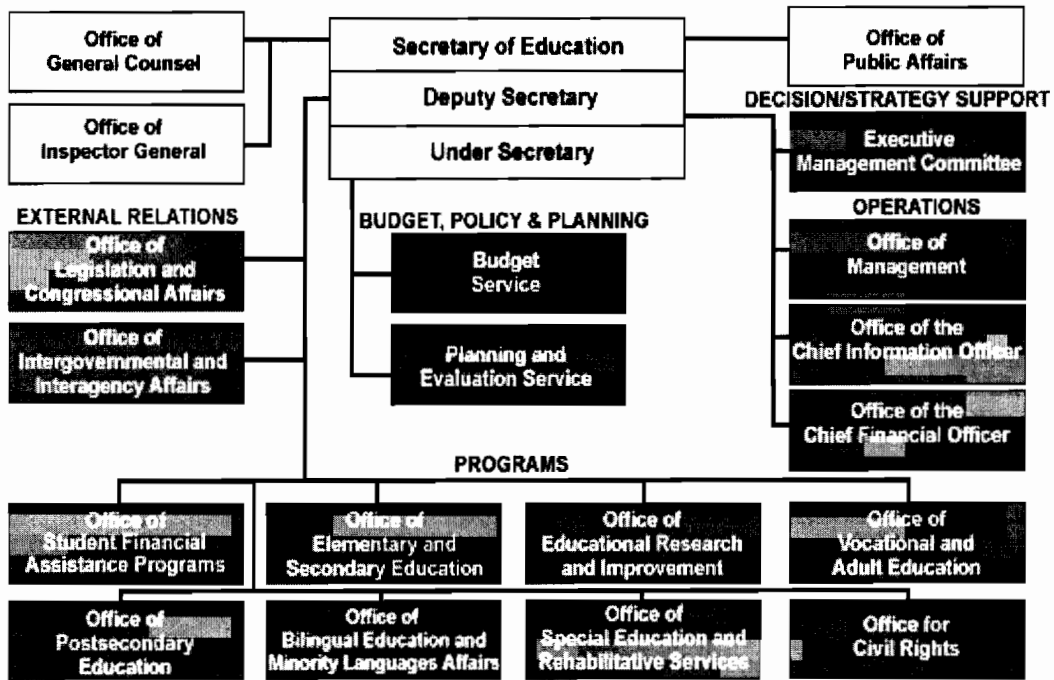 Office of
General Counsel
Secretary of Education
Office of
Public Affairs
Deputy Secretary
DECISION/STRATEGY SUPPORT
Office of
Inspector General
Under Secretary
Executive
Management Committee
EXTERNAL RELATIONS
Office of
Legislation and
Congressional Affairs
Office of
Intergovernmental and
Interagency Affairs
BUDGET, POLICY & PLANNING
Budget
Service
Planning and
Evaluation Service
OPERATIONS
Office of
Management
Office of the
Chief Information Officer
Office of the
Chief Financial Officer
PROGRAMS
Office of
Student Financial
Assistance Programs
Office of
Elementary and
Secondary Education
Office of
Educational Research
and Improvement
Office of
Vocational and
Adult Education
Office of
Postsecondary
Education
Office of
Bilingual Education and
Minority Languages Affairs
Office of
Special Education and
Rehabilitative Services
Office for
Civil Rights